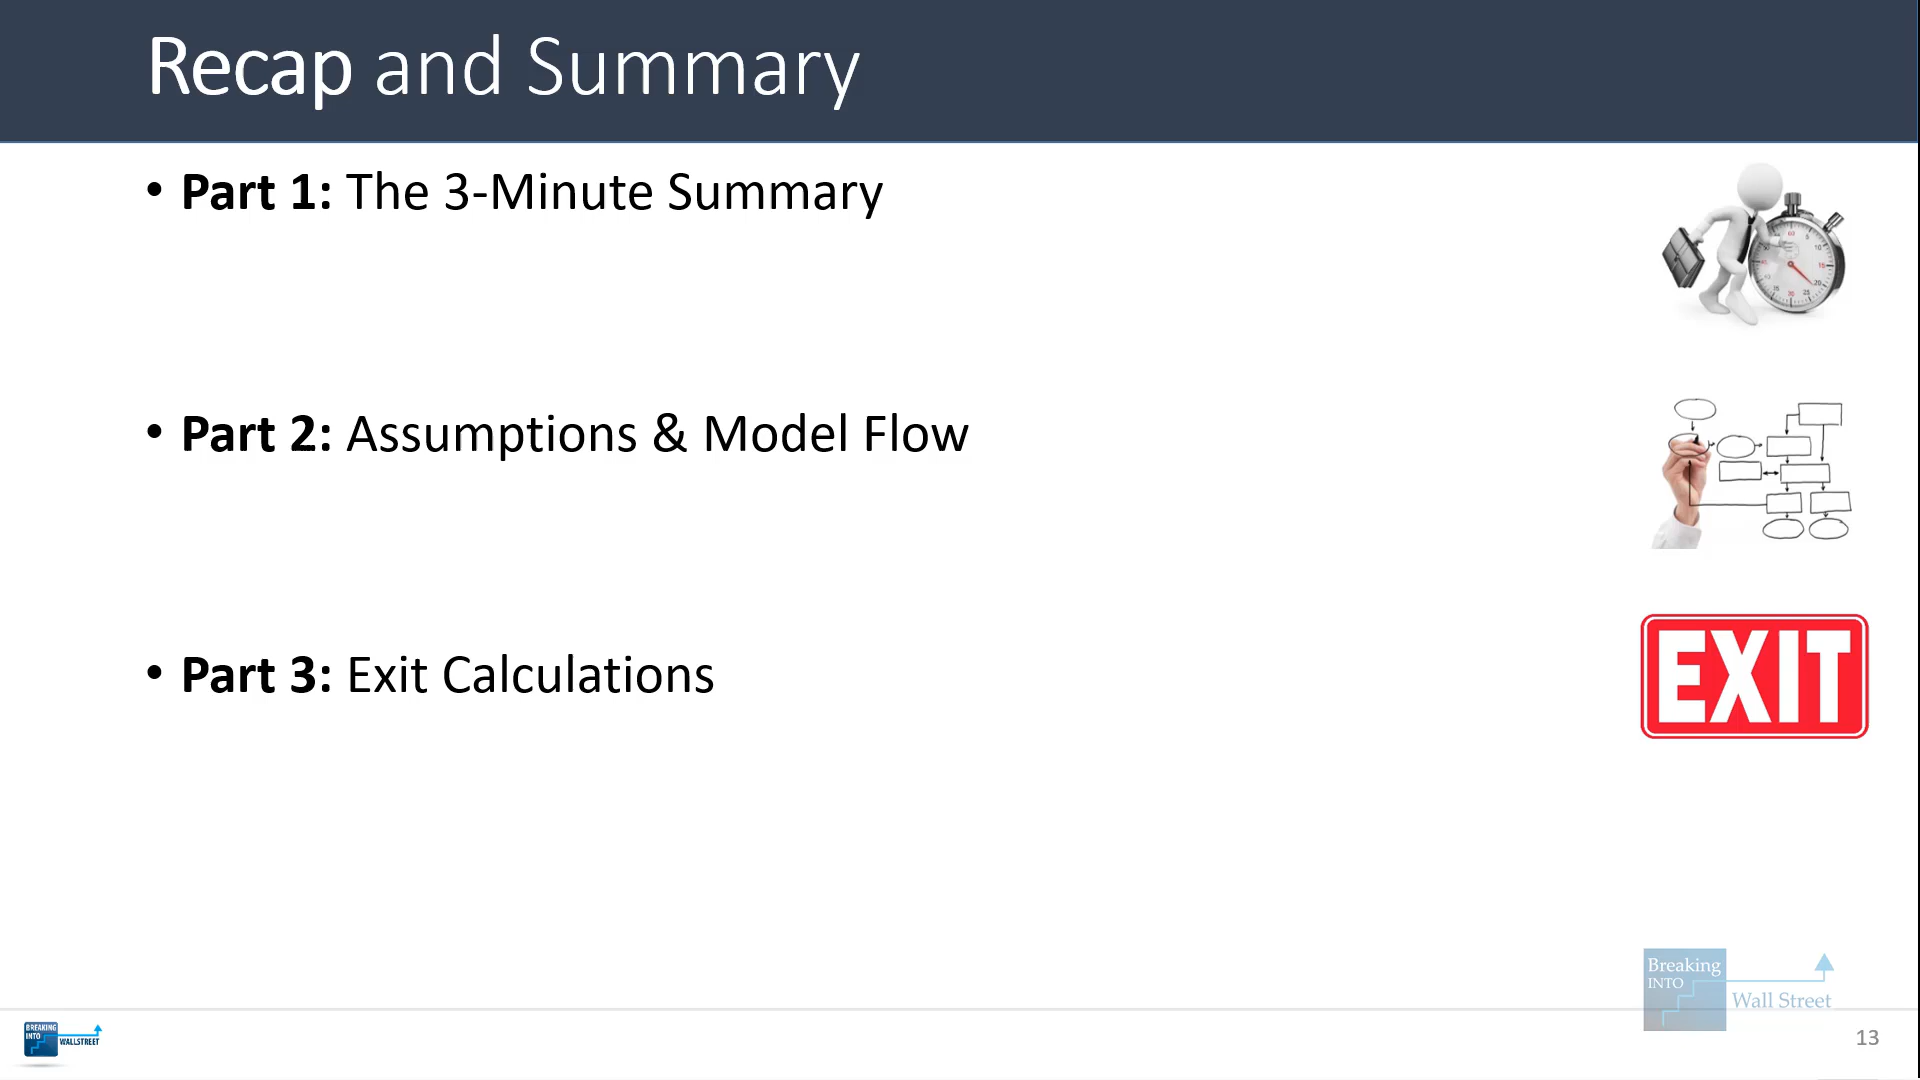 Recap and Summary
• Part 1: The 3-Minute Summary
• Part 2: Assumptions & Model Flow
• Part 3: Exit Calculations
EXIT
Breaking
INTO
Wall Street
BREAKING
INTO
WALLSTREET
13